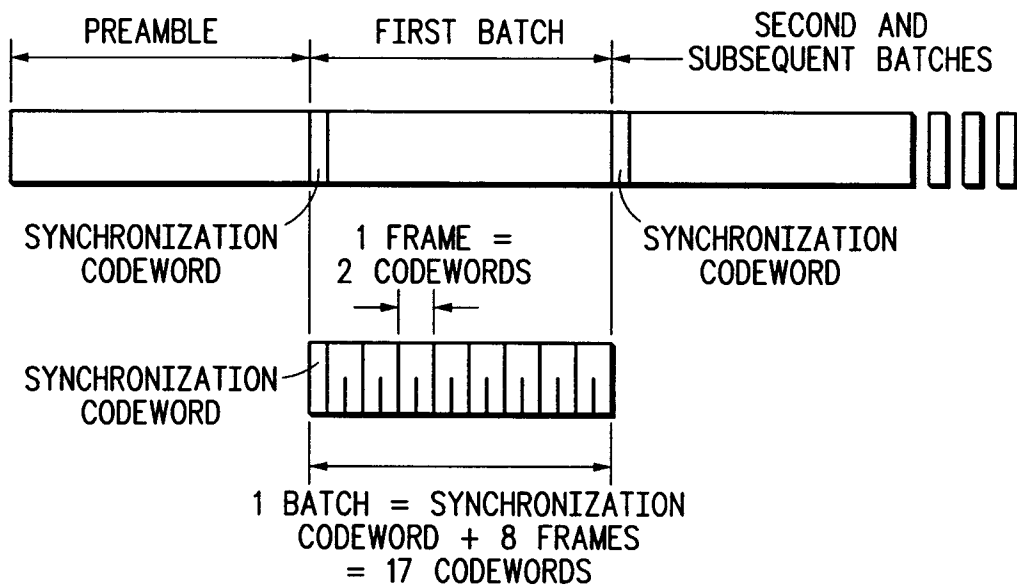 PREAMBLE
FIRST BATCH
SECOND AND
SUBSEQUENT BATCHES
SYNCHRONIZATION
CODEWORD
1 FRAME =
2 CODEWORDS
SYNCHRONIZATION
CODEWORD
SYNCHRONIZATION
CODEWORD
1 BATCH = SYNCHRONIZATION
CODEWORD + 8 FRAMES
= 17 CODEWORDS